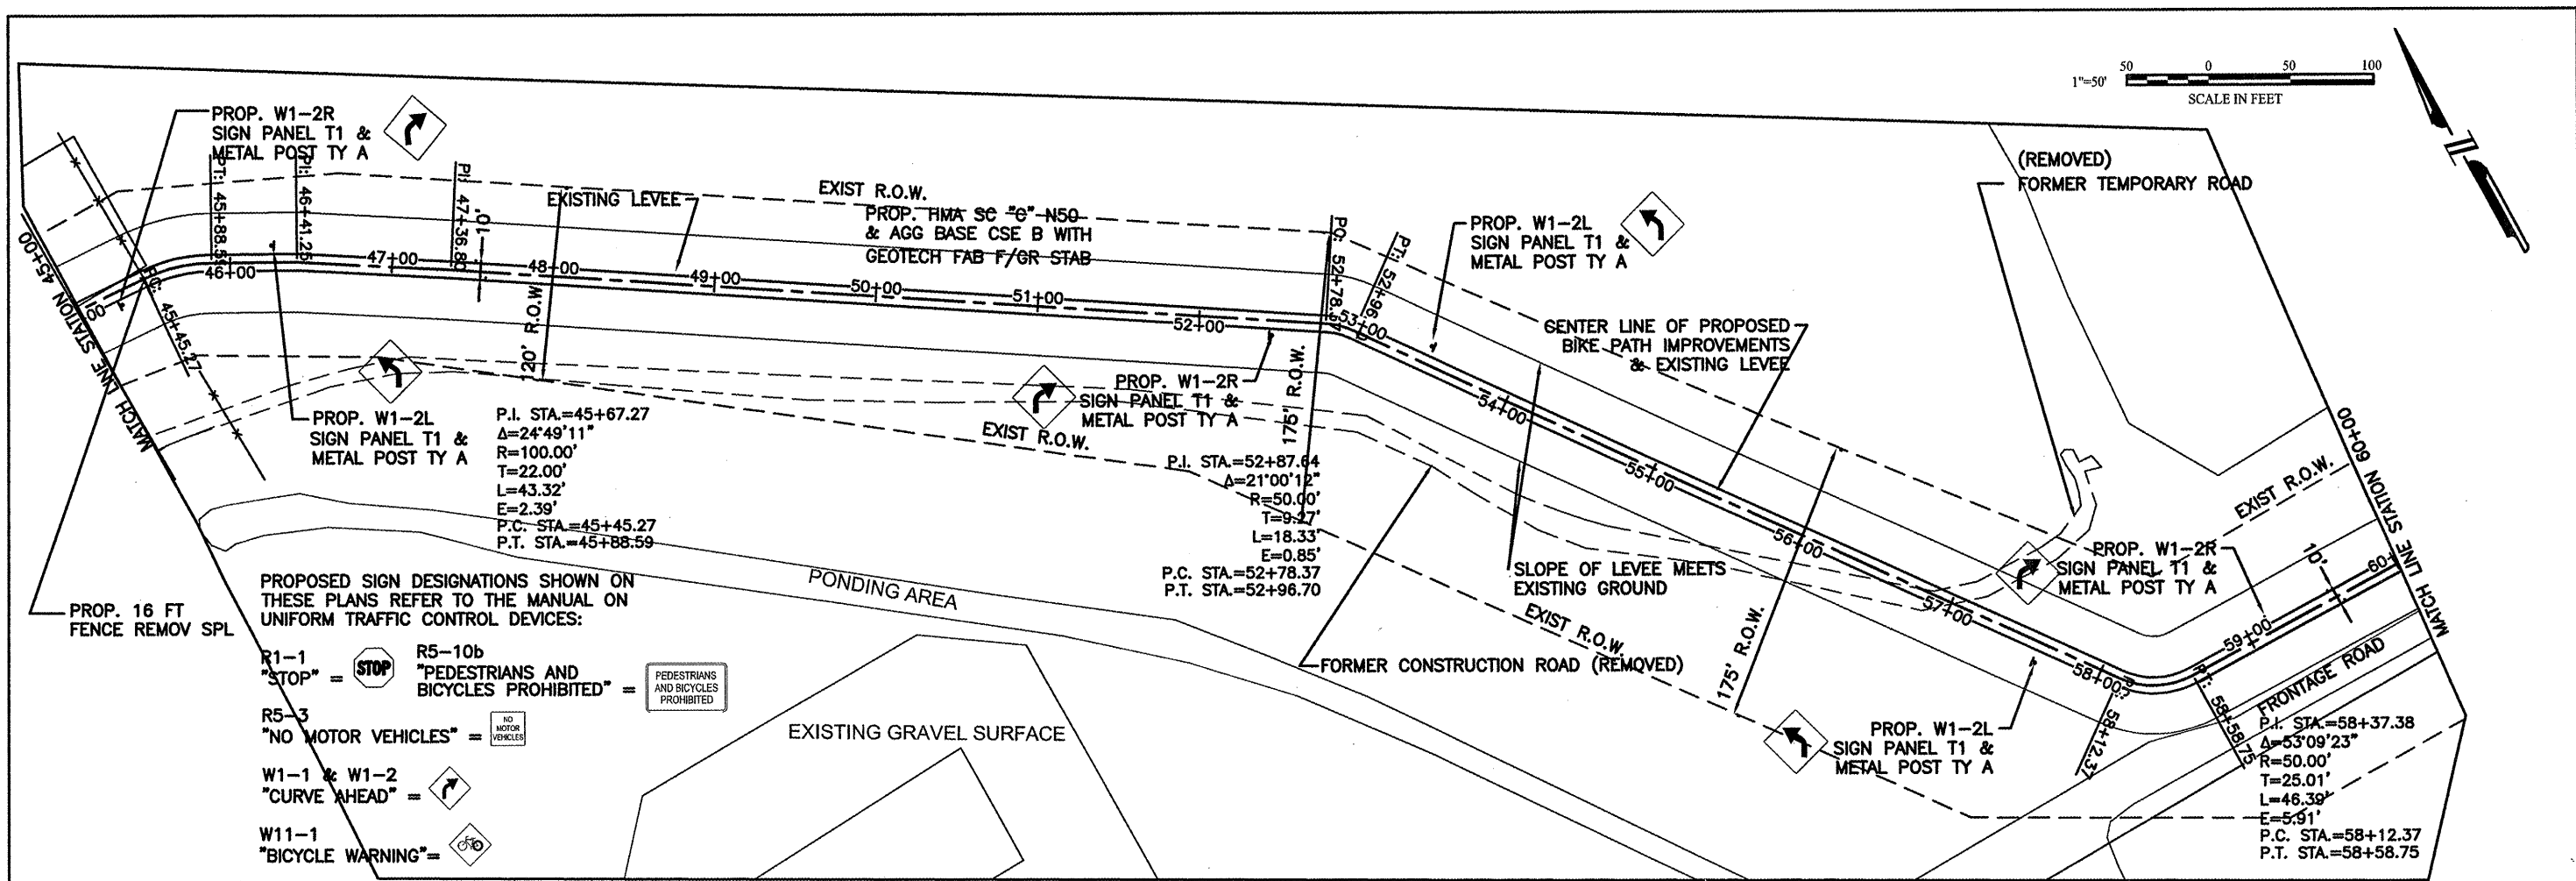 1"=50'
50 0 50 100
SCALE IN FEET
PROP. W1-2R
SIGN PANEL T1 &
METAL POST TY A
PT: 45+88.59
PI: 46+41.25
PI: 47+36.80
10'
EXISTING LEVEE
EXIST R.O.W.
PROP. HMA SC "C" N50
& AGG BASE CSE B WITH
GEOTECH FAB F/GR STAB
PROP. W1-2L
SIGN PANEL T1 &
METAL POST TY A
(REMOVED)
FORMER TEMPORARY ROAD
MATCH LINE STATION 45+00
PC: 45+45.27
46+00
47+00
48+00
49+00
50+00
51+00
52+00
53+00
54+00
55+00
56+00
57+00
58+00
59+00
60+
120' R.O.W.
PC: 52+78.37
PT: 52+96
CENTER LINE OF PROPOSED
BIKE PATH IMPROVEMENTS
& EXISTING LEVEE
PROP. W1-2L
SIGN PANEL T1 &
METAL POST TY A
P.I. STA.=45+67.27
Δ=24°49'11"
R=100.00'
T=22.00'
L=43.32'
E=2.39'
P.C. STA.=45+45.27
P.T. STA.=45+88.59
PROP. W1-2R
SIGN PANEL T1 &
METAL POST TY A
EXIST R.O.W.
175' R.O.W.
P.I. STA.=52+87.64
Δ=21°00'12"
R=50.00'
T=9.27'
L=18.33'
E=0.85'
P.C. STA.=52+78.37
P.T. STA.=52+96.70
SLOPE OF LEVEE MEETS
EXISTING GROUND
EXIST R.O.W.
FORMER CONSTRUCTION ROAD (REMOVED)
175' R.O.W.
EXIST R.O.W.
MATCH LINE STATION 60+00
PROP. W1-2R
SIGN PANEL T1 &
METAL POST TY A
10'
PROP. W1-2L
SIGN PANEL T1 &
METAL POST TY A
58+12.37
PT: 58+58.75
FRONTAGE ROAD
P.I. STA.=58+37.38
Δ=53°09'23"
R=50.00'
T=25.01'
L=46.39'
E=5.91'
P.C. STA.=58+12.37
P.T. STA.=58+58.75
PROP. 16 FT
FENCE REMOV SPL
PONDING AREA
EXISTING GRAVEL SURFACE
PROPOSED SIGN DESIGNATIONS SHOWN ON
THESE PLANS REFER TO THE MANUAL ON
UNIFORM TRAFFIC CONTROL DEVICES:
R1-1
"STOP" =
STOP
R5-10b
"PEDESTRIANS AND
BICYCLES PROHIBITED" =
PEDESTRIANS
AND BICYCLES
PROHIBITED
R5-3
"NO MOTOR VEHICLES" =
NO
MOTOR
VEHICLES
W1-1 & W1-2
"CURVE AHEAD" =
W11-1
"BICYCLE WARNING"=